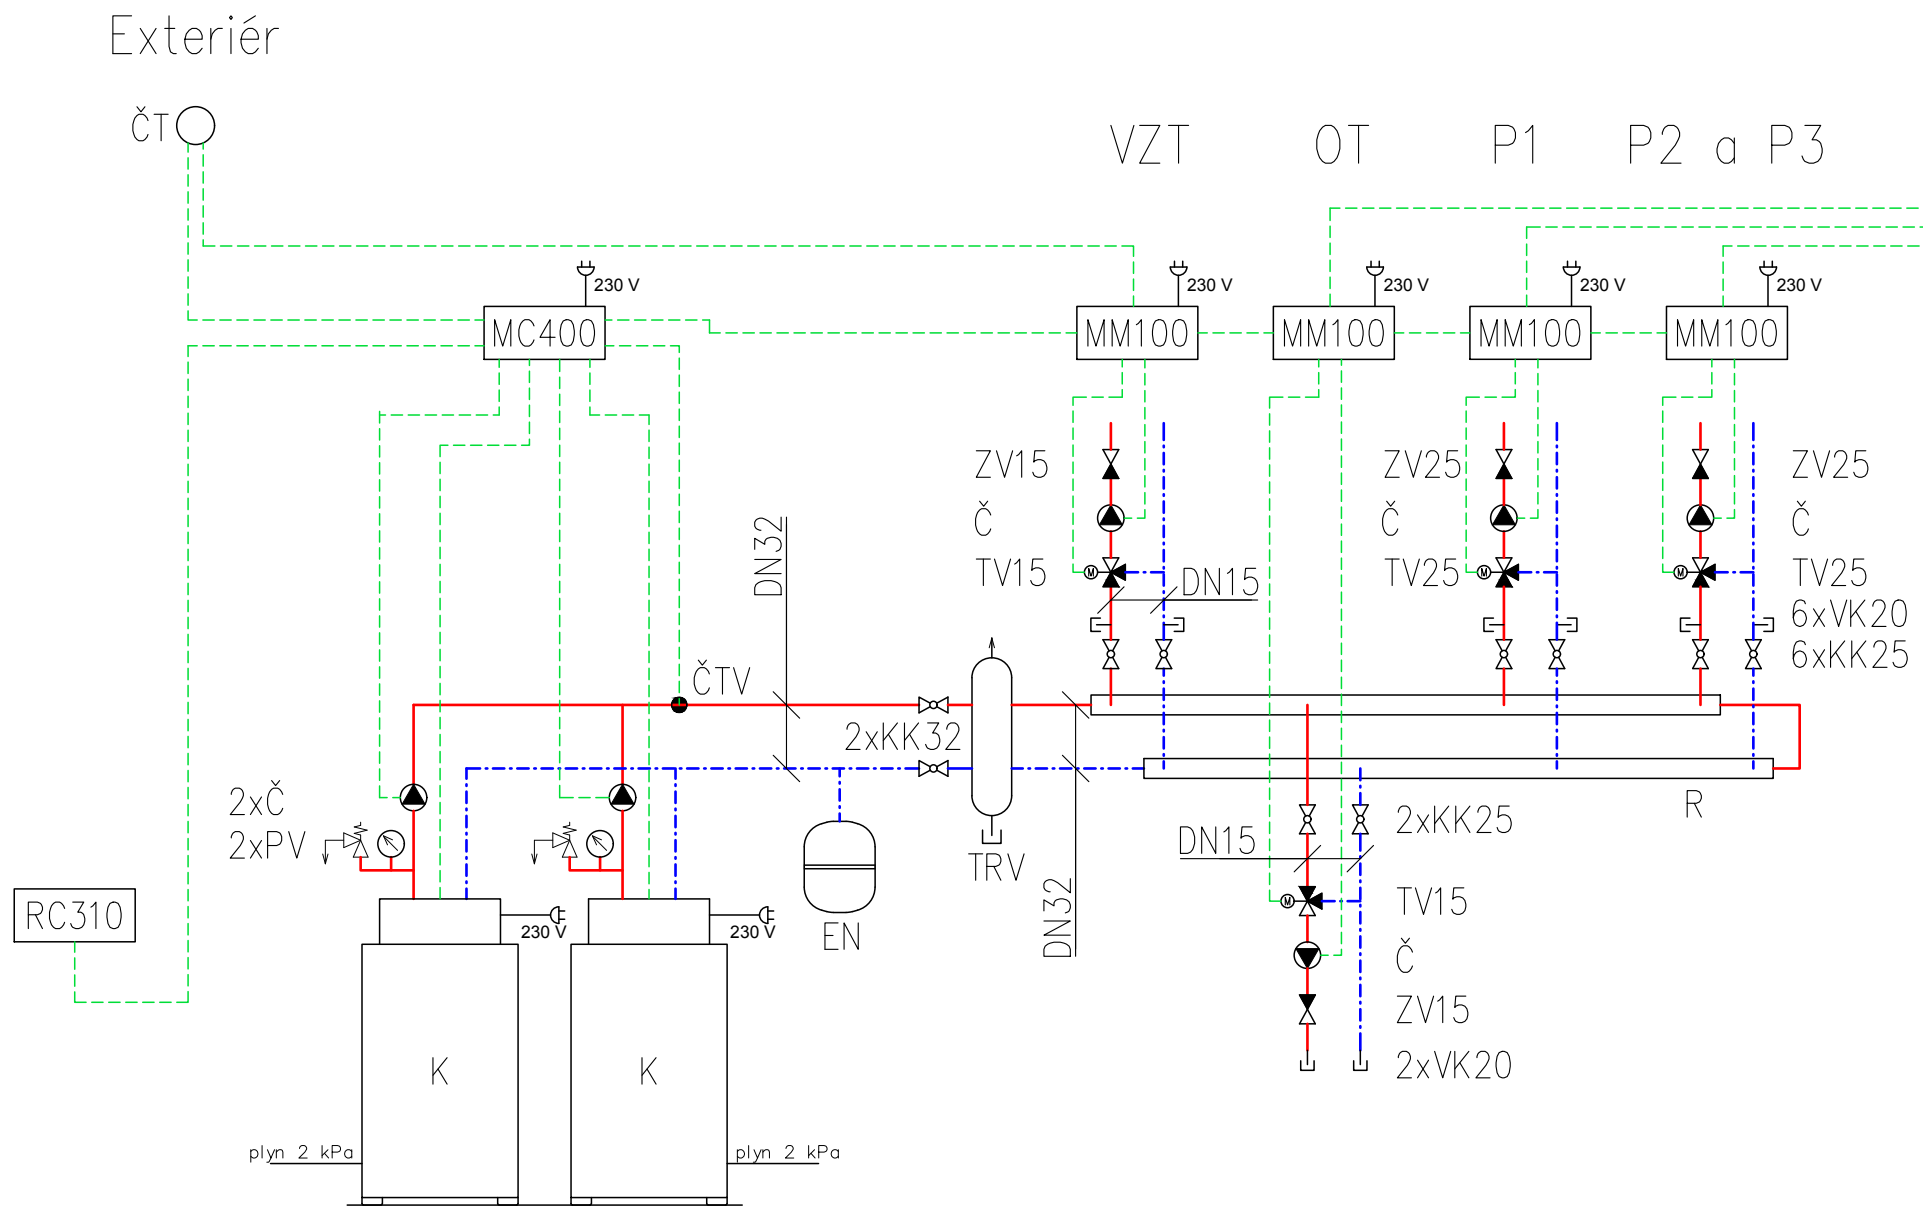 Exteriér
ČT
VZT
OT
P1
P2 a P3
230 V
230 V
230 V
230 V
230 V
MC400
MM100
MM100
MM100
MM100
ZV15
ZV25
ZV25
Č
Č
Č
DN32
TV15
TV25
TV25
M
M
M
DN15
6xVK20
6xKK25
ČTV
2xKK32
2xČ
2xPV
R
2xKK25
DN15
TRV
RC310
DN32
TV15
M
230 V
230 V
EN
Č
ZV15
K
K
2xVK20
plyn 2 kPa
plyn 2 kPa